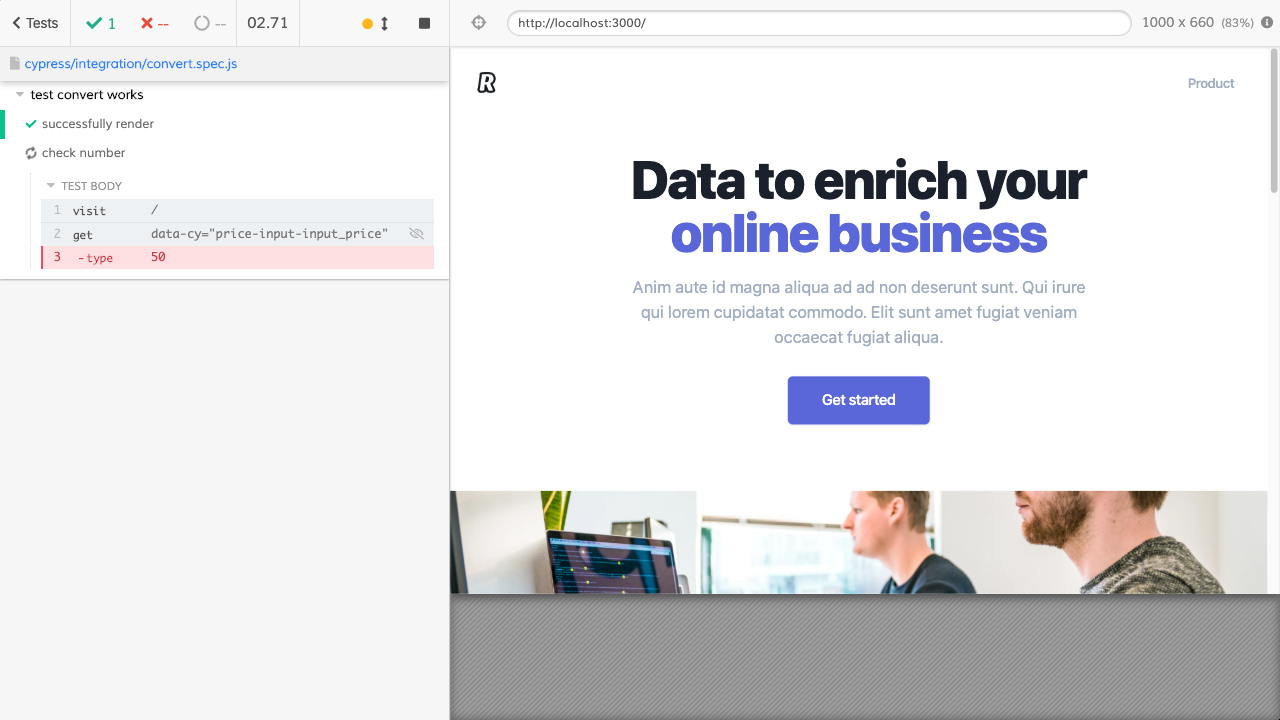 Tests
1
--
--
02.71
http://localhost:3000/
1000 x 660 (83%)
cypress/integration/convert.spec.js
test convert works
successfully render
check number
TEST BODY
1 visit /
2 get data-cy="price-input-input_price"
3 -type 50
R
Product
Data to enrich your
online business
Anim aute id magna aliqua ad ad non deserunt sunt. Qui irure
qui lorem cupidatat commodo. Elit sunt amet fugiat veniam
occaecat fugiat aliqua.
Get started